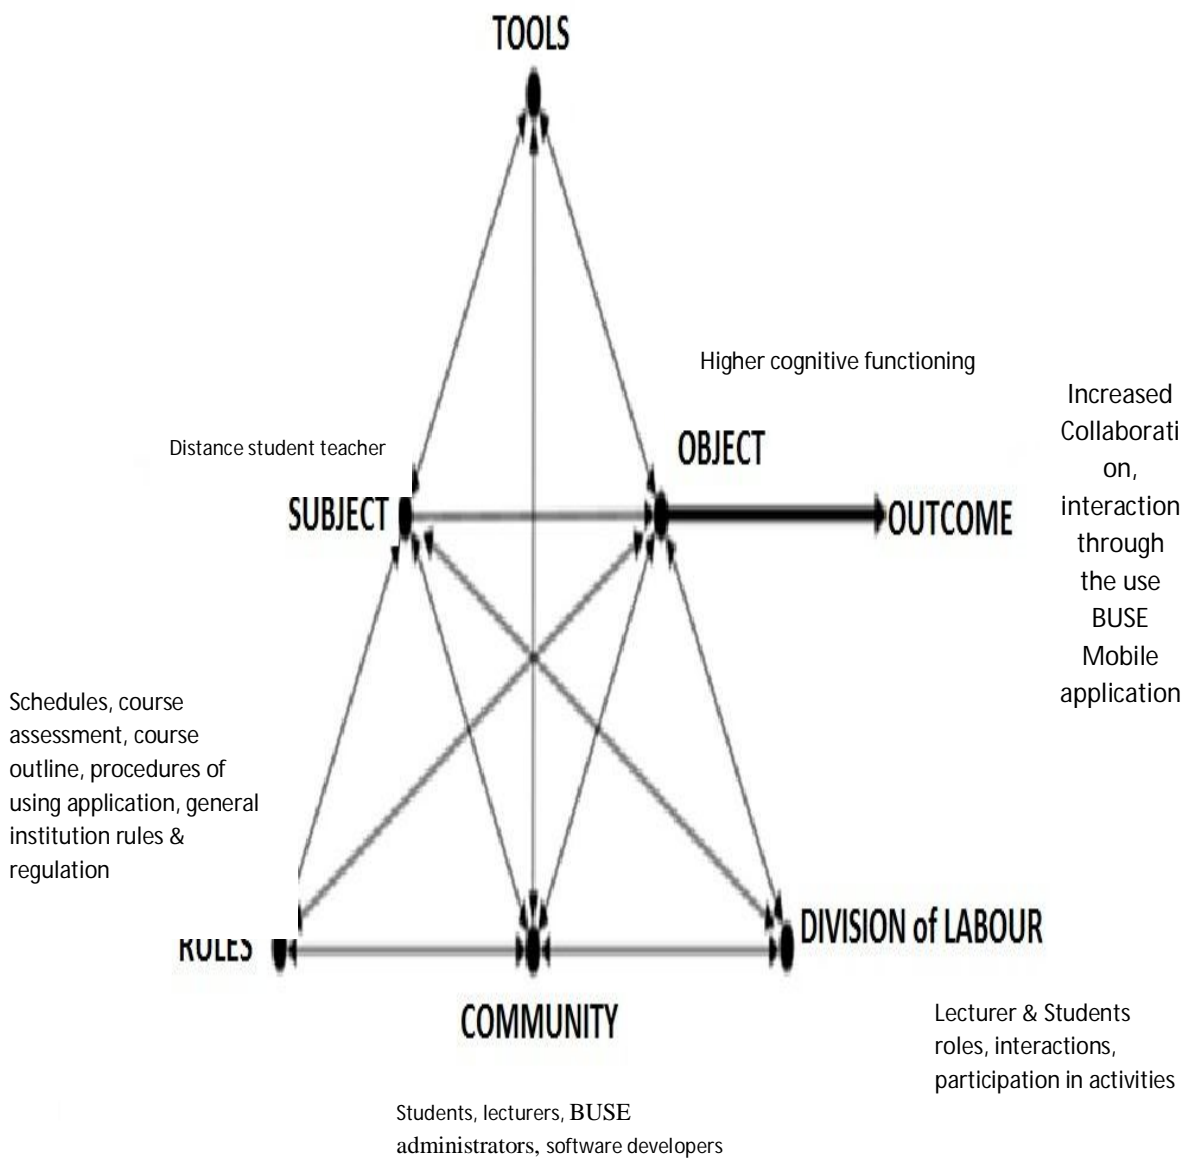 TOOLS
Higher cognitive functioning
Increased
Collaborati
on,
interaction
through
the use
BUSE
Mobile
application
OBJECT
Distance student teacher
SUBJECT
OUTCOME
Schedules, course
assessment, course
outline, procedures of
using application, general
institution rules &
regulation
RULES
DIVISION of LABOUR
COMMUNITY
Lecturer & Students
roles, interactions,
participation in activities
Students, lecturers, BUSE
administrators, software developers